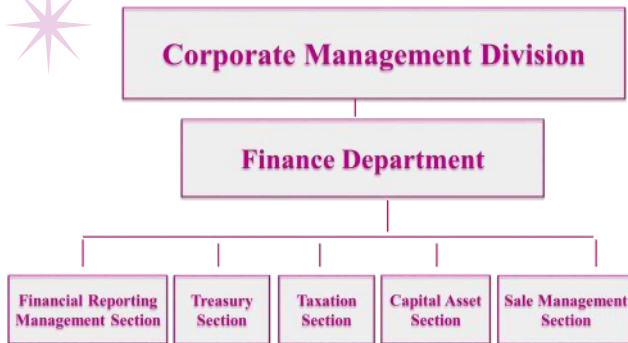 Corporate Management Division
Finance Department
Financial Reporting
Management Section
Treasury
Section
Taxation
Section
Capital Asset
Section
Sale Management
Section